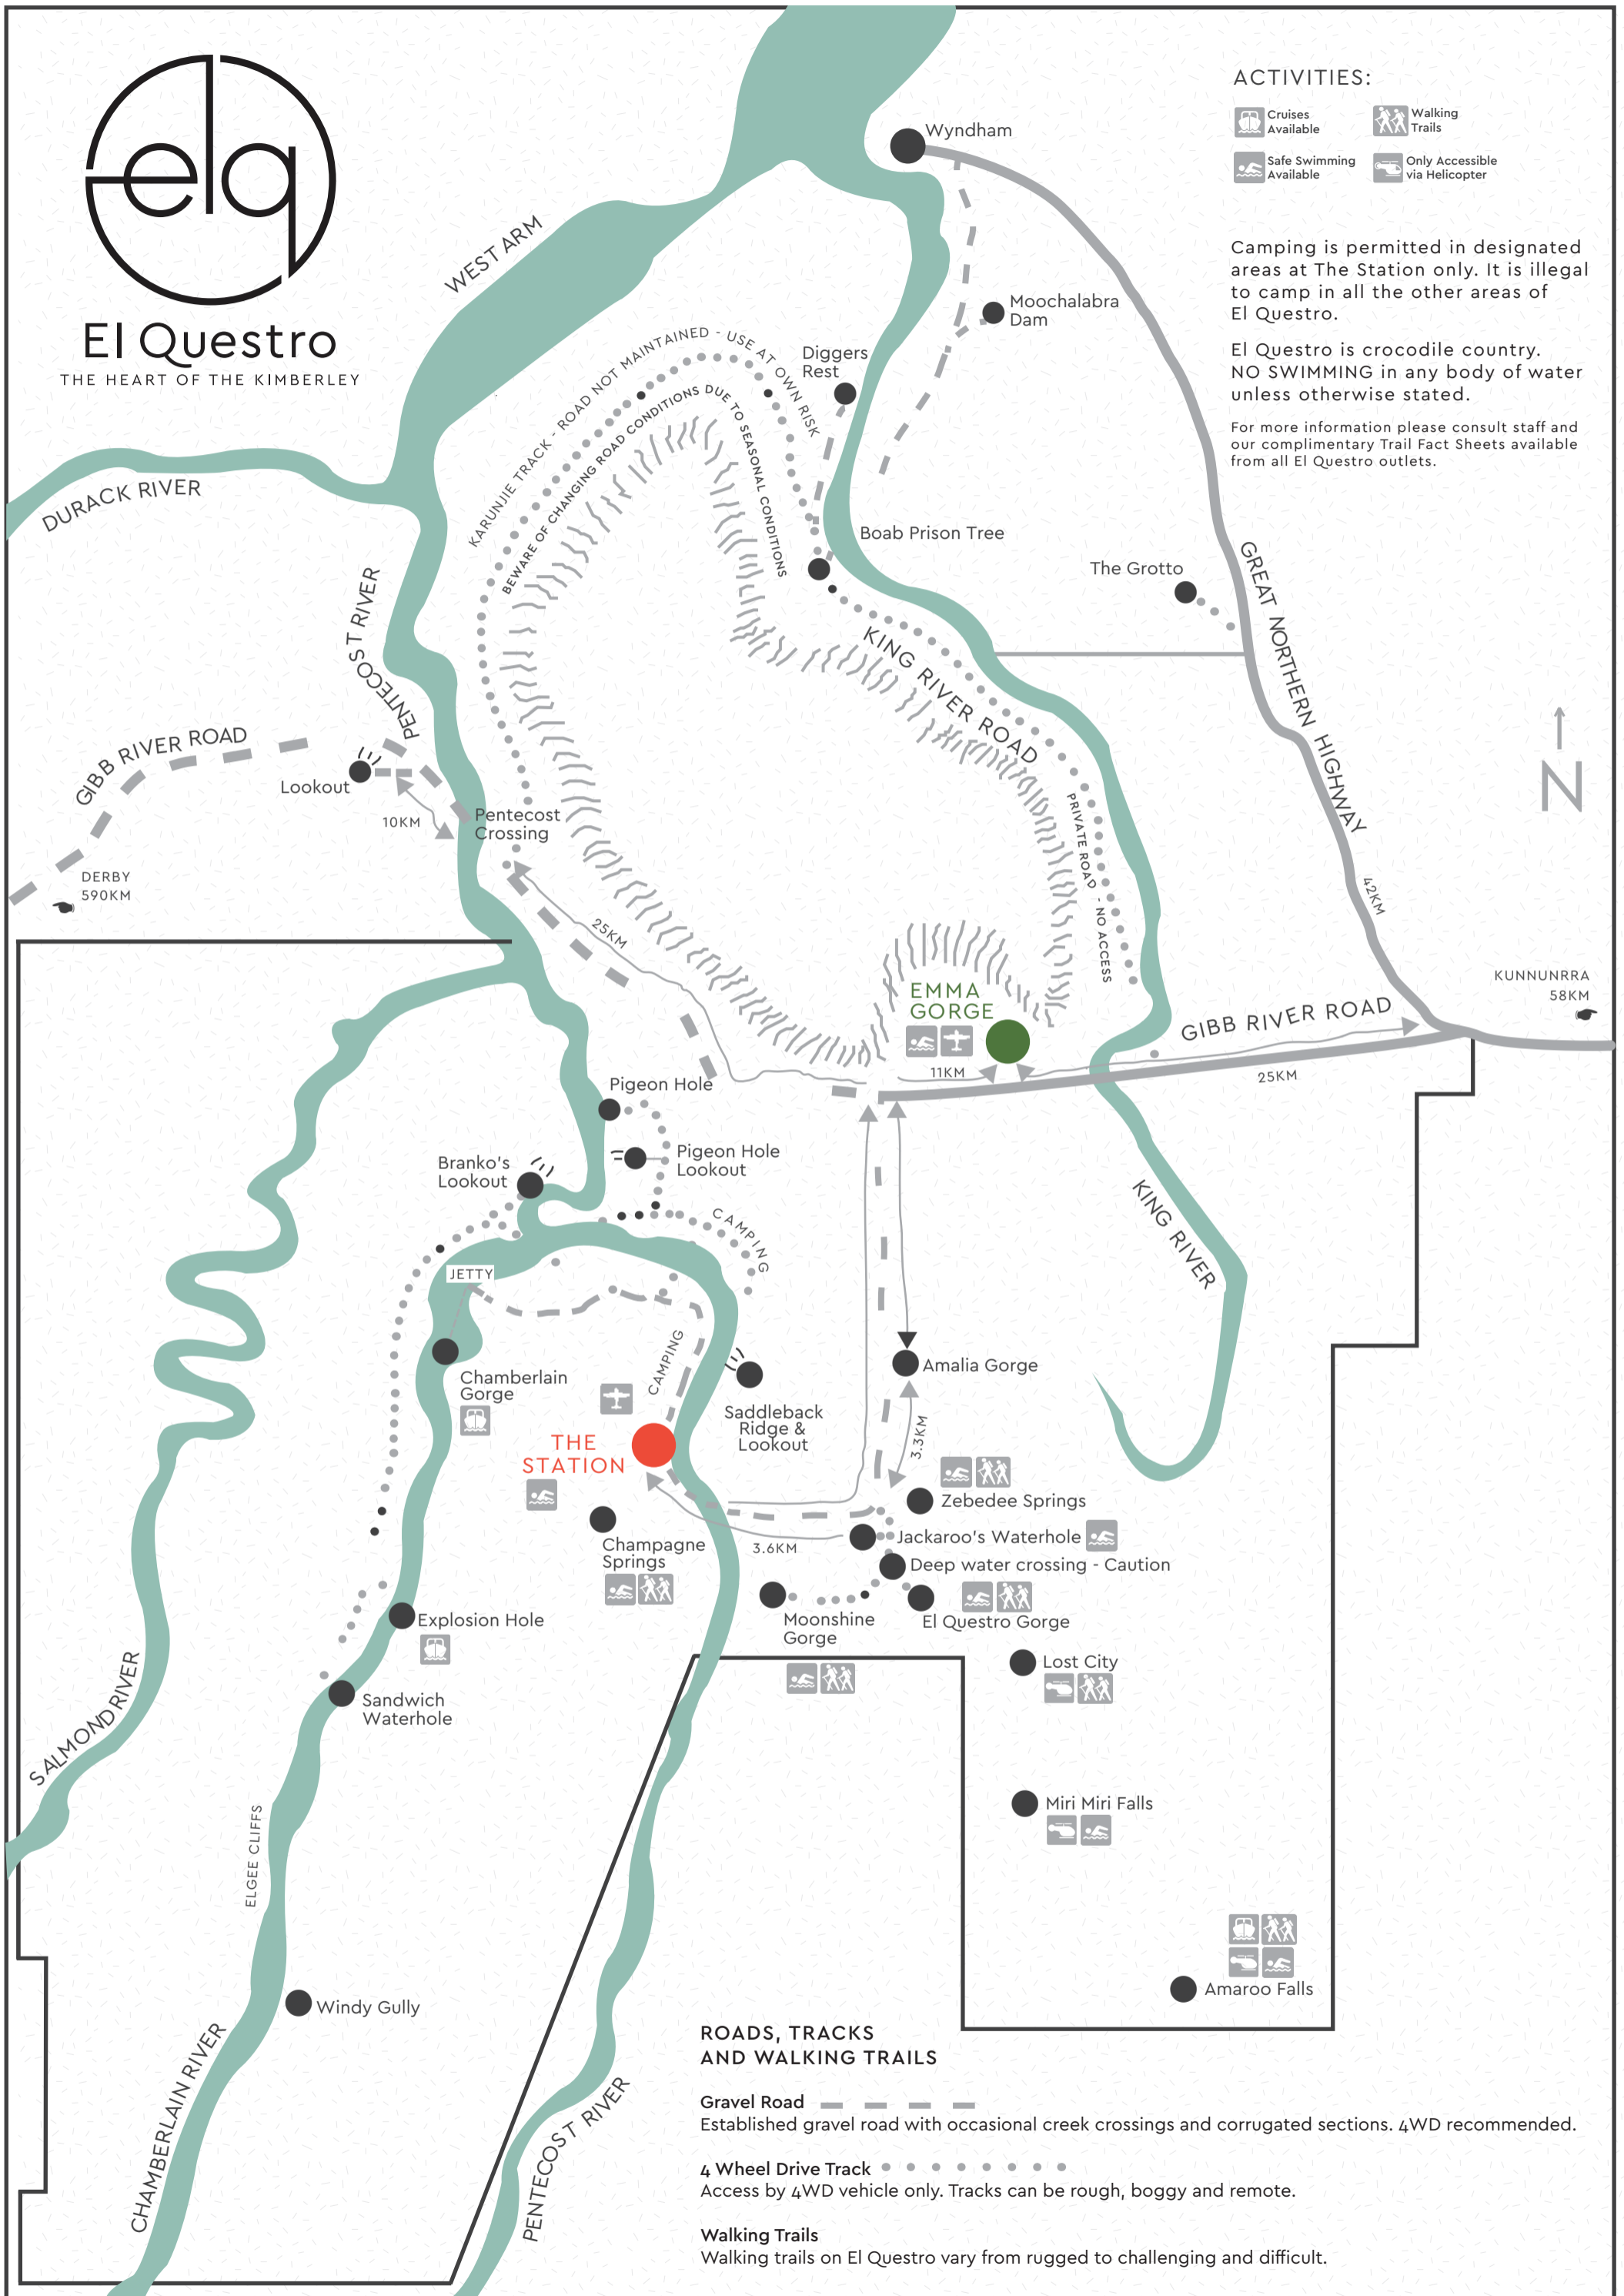 elq
El Questro
THE HEART OF THE KIMBERLEY
ACTIVITIES:
Cruises
Available
Walking
Trails
Safe Swimming
Available
Only Accessible
via Helicopter
Camping is permitted in designated
areas at The Station only. It is illegal
to camp in all the other areas of
El Questro.
El Questro is crocodile country.
NO SWIMMING in any body of water
unless otherwise stated.
For more information please consult staff and
our complimentary Trail Fact Sheets available
from all El Questro outlets.
Wyndham
WEST ARM
Moochalabra
Dam
Diggers
Rest
KARUNJIE TRACK - ROAD NOT MAINTAINED - USE AT OWN RISK
BEWARE OF CHANGING ROAD CONDITIONS DUE TO SEASONAL CONDITIONS
DURACK RIVER
Boab Prison Tree
The Grotto
GREAT NORTHERN HIGHWAY
PENTECOST RIVER
KING RIVER ROAD
N
GIBB RIVER ROAD
Lookout
10KM
Pentecost
Crossing
PRIVATE ROAD - NO ACCESS
DERBY
590KM
42KM
25KM
KUNNUNRRA
58KM
EMMA
GORGE
GIBB RIVER ROAD
11KM
25KM
Pigeon Hole
Pigeon Hole
Lookout
Branko's
Lookout
KING RIVER
CAMPING
JETTY
CAMPING
Amalia Gorge
Chamberlain
Gorge
Saddleback
Ridge &
Lookout
THE
STATION
3.3KM
Zebedee Springs
Jackaroo's Waterhole
Champagne
Springs
3.6KM
Deep water crossing - Caution
Explosion Hole
Moonshine
Gorge
El Questro Gorge
Lost City
Sandwich
Waterhole
SALMOND RIVER
Miri Miri Falls
ELGEE CLIFFS
Amaroo Falls
Windy Gully
CHAMBERLAIN RIVER
PENTECOST RIVER
ROADS, TRACKS
AND WALKING TRAILS
Gravel Road
Established gravel road with occasional creek crossings and corrugated sections. 4WD recommended.
4 Wheel Drive Track
Access by 4WD vehicle only. Tracks can be rough, boggy and remote.
Walking Trails
Walking trails on El Questro vary from rugged to challenging and difficult.